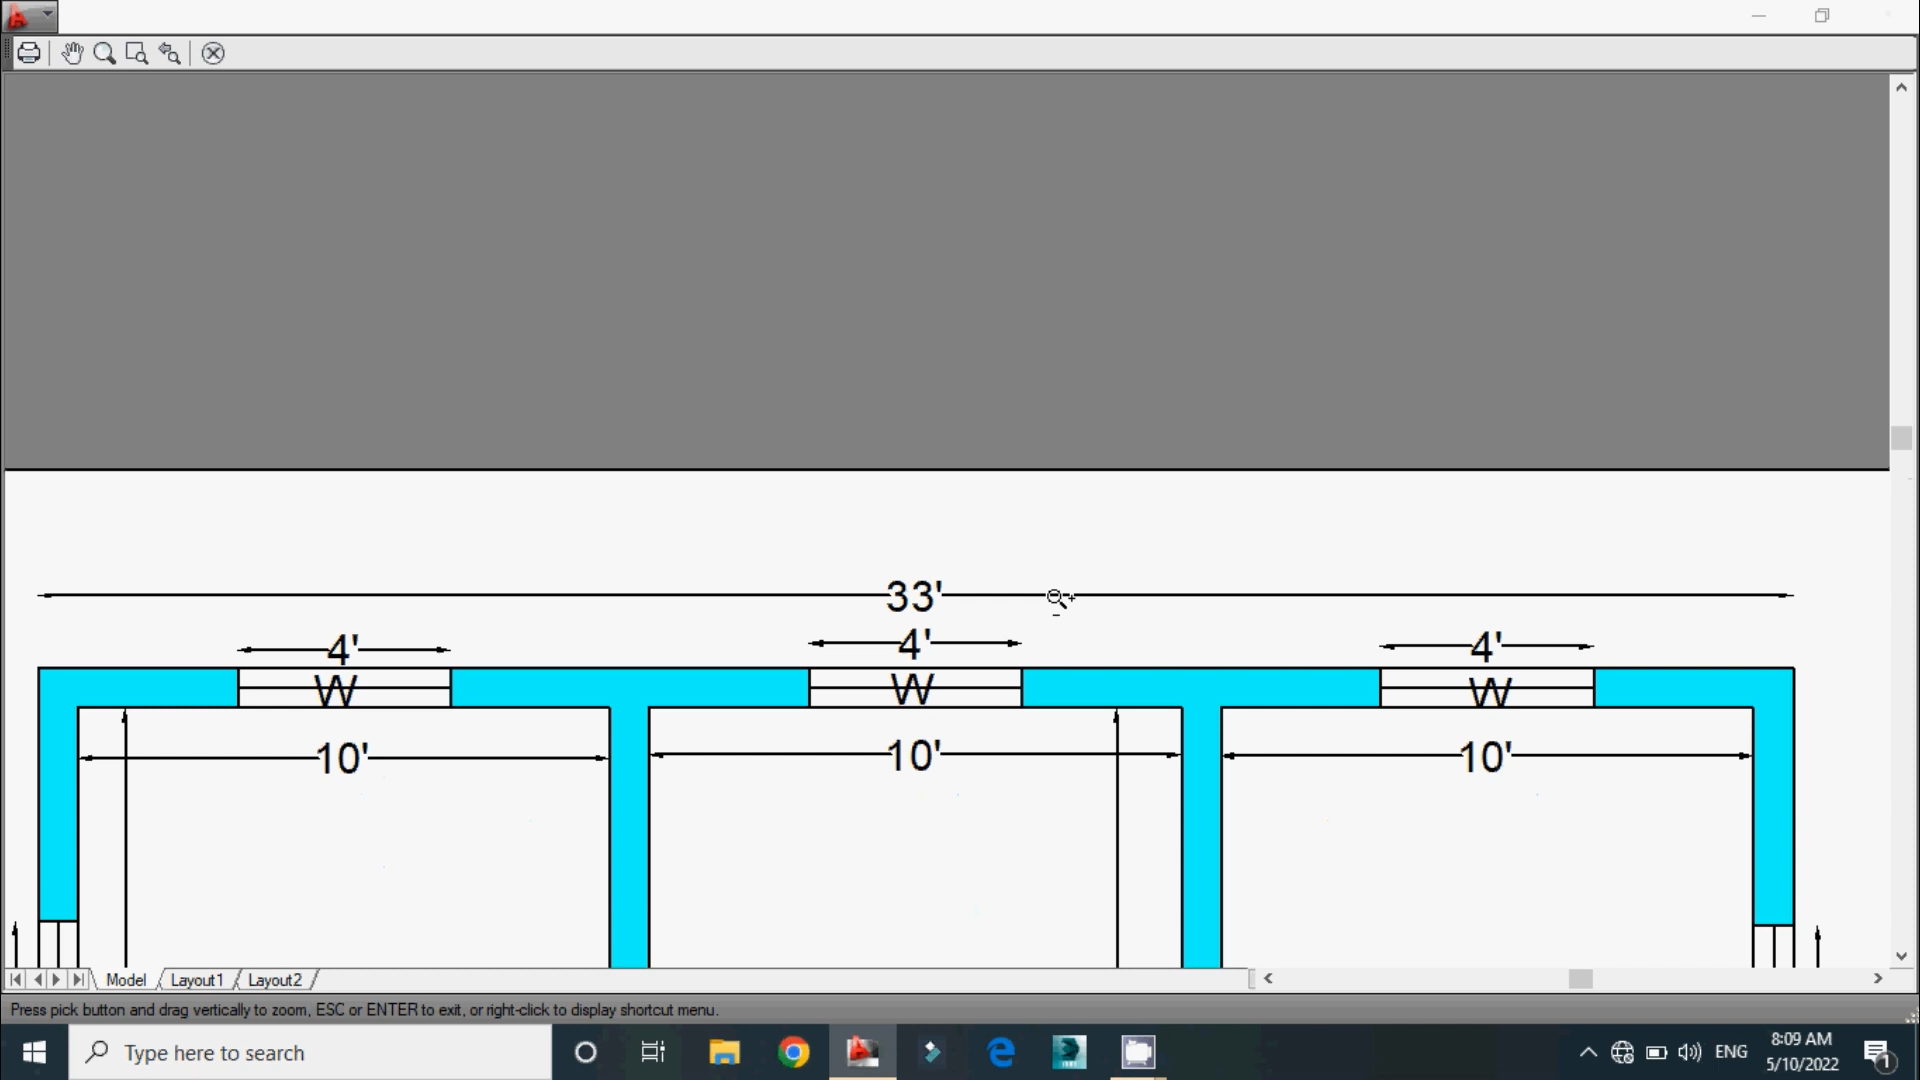 33'
4' 4' 4'
W W W
10' 10' 10'
Model Layout1 Layout2
Press pick button and drag vertically to zoom, ESC or ENTER to exit, or right-click to display shortcut menu.
Type here to search
ENG
8:09 AM
5/10/2022
1